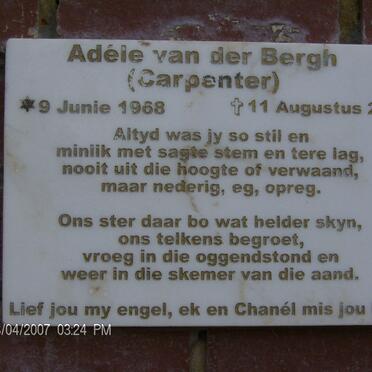 Adéle van der Bergh
(Carpenter)
9 Junie 1968 11 Augustus 2
Altyd was jy so stil en
minlik met sagte stem en tere lag,
nooit uit die hoogte of verwaand,
maar nederig, eg, opreg.
Ons ster daar bo wat helder skyn,
ons telkens begroet,
vroeg in die oggendstond en
weer in die skemer van die aand.
Lief jou my engel, ek en Chanél mis jou
/04/2007 03:24 PM